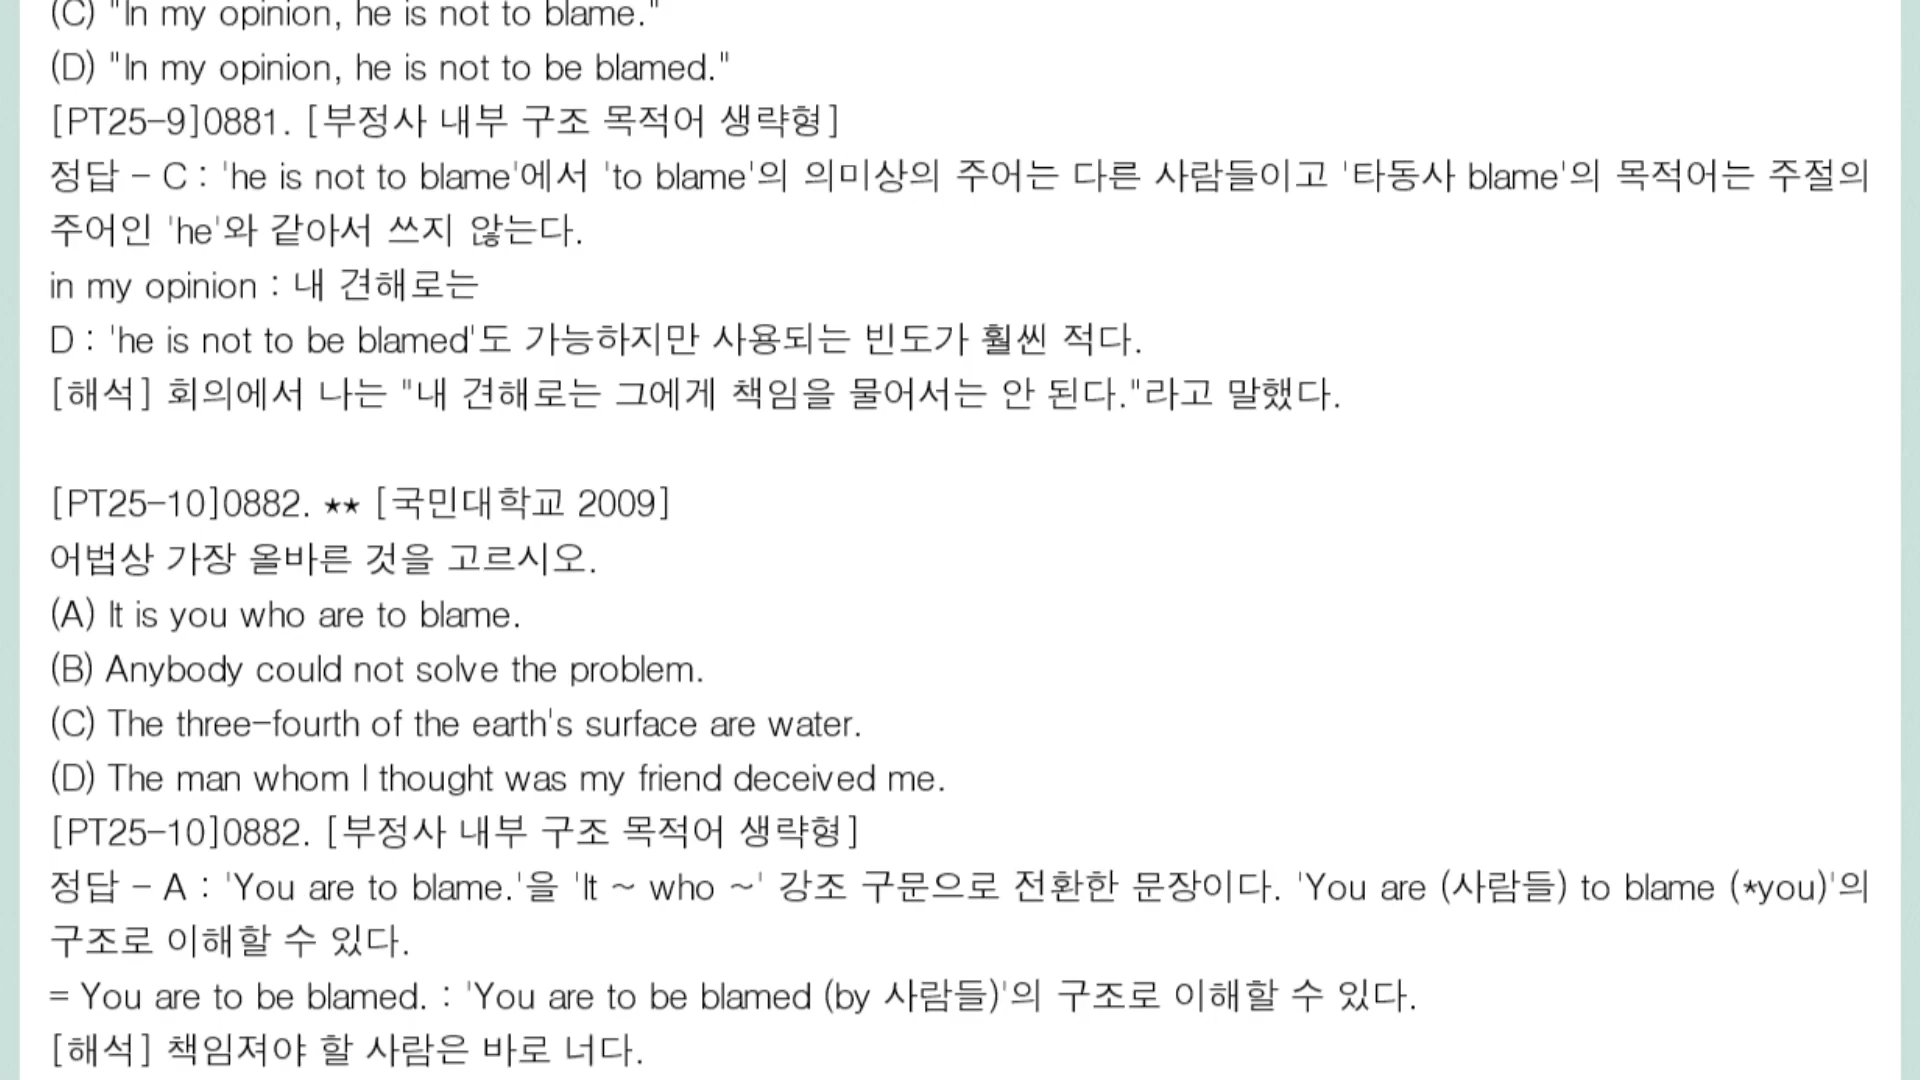 (C) "In my opinion, he is not to blame."
(D) "In my opinion, he is not to be blamed."
[PT25-9]0881. [부정사 내부 구조 목적어 생략형]
정답 - C : 'he is not to blame'에서 'to blame'의 의미상의 주어는 다른 사람들이고 '타동사 blame'의 목적어는 주절의
주어인 'he'와 같아서 쓰지 않는다.
in my opinion : 내 견해로는
D : 'he is not to be blamed'도 가능하지만 사용되는 빈도가 훨씬 적다.
[해석] 회의에서 나는 "내 견해로는 그에게 책임을 물어서는 안 된다."라고 말했다.
[PT25-10]0882. ★★ [국민대학교 2009]
어법상 가장 올바른 것을 고르시오.
(A) It is you who are to blame.
(B) Anybody could not solve the problem.
(C) The three-fourth of the earth's surface are water.
(D) The man whom I thought was my friend deceived me.
[PT25-10]0882. [부정사 내부 구조 목적어 생략형]
정답 - A : 'You are to blame.'을 'It ~ who ~' 강조 구문으로 전환한 문장이다. 'You are (사람들) to blame (*you)'의
구조로 이해할 수 있다.
= You are to be blamed. : 'You are to be blamed (by 사람들)'의 구조로 이해할 수 있다.
[해석] 책임져야 할 사람은 바로 너다.